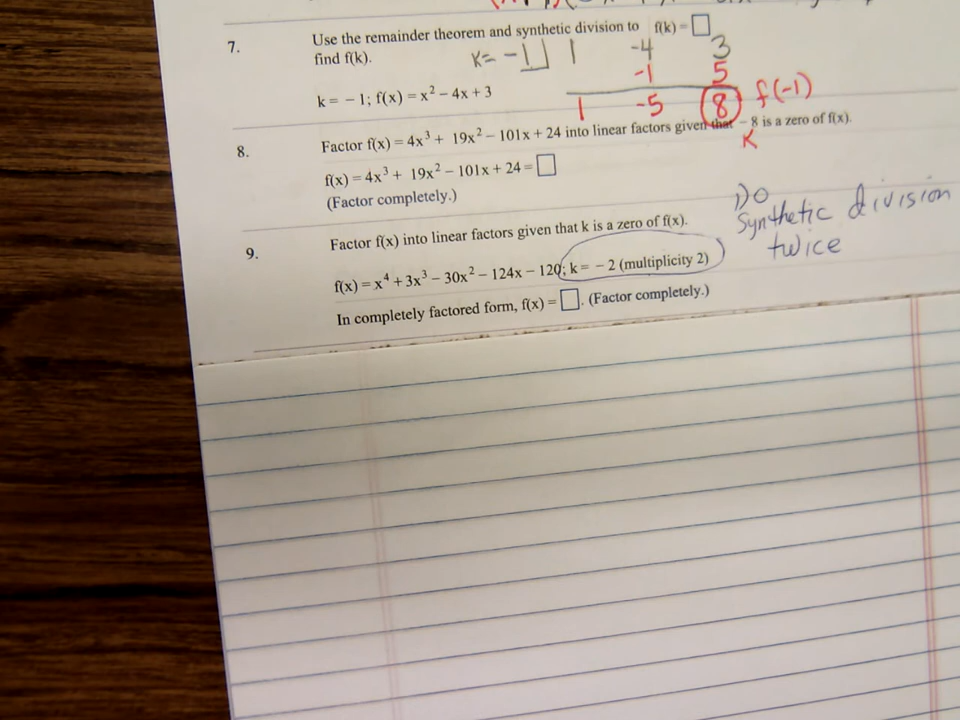 7. Use the remainder theorem and synthetic division to f(k) = □
find f(k).
k = -1⌋ 1 -4 3
-1 5
k = − 1; f(x) = x² − 4x + 3
1 -5 8 f(-1)
8. Factor f(x) = 4x³ + 19x² − 101x + 24 into linear factors given that − 8 is a zero of f(x).
K
f(x) = 4x³ + 19x² − 101x + 24 = □
(Factor completely.)
DO
Synthetic division
twice
9. Factor f(x) into linear factors given that k is a zero of f(x).
f(x) = x⁴ + 3x³ − 30x² − 124x − 120; k = − 2 (multiplicity 2)
In completely factored form, f(x) = □. (Factor completely.)